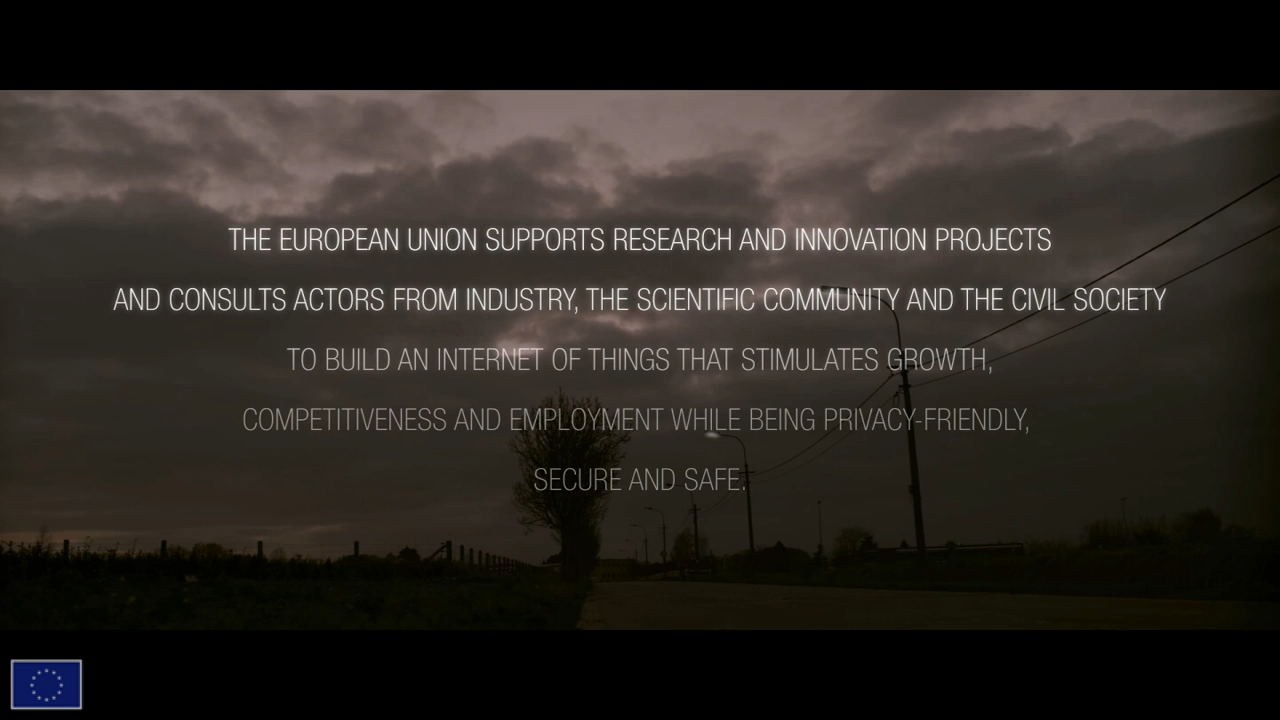 THE EUROPEAN UNION SUPPORTS RESEARCH AND INNOVATION PROJECTS
AND CONSULTS ACTORS FROM INDUSTRY, THE SCIENTIFIC COMMUNITY AND THE CIVIL SOCIETY
TO BUILD AN INTERNET OF THINGS THAT STIMULATES GROWTH,
COMPETITIVENESS AND EMPLOYMENT WHILE BEING PRIVACY-FRIENDLY,
SECURE AND SAFE.